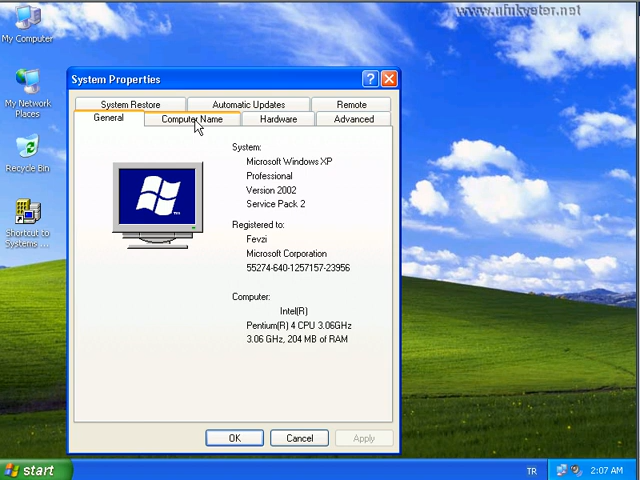 www.ufukyeter.net
My Computer
My Network
Places
Recycle Bin
Shortcut to
Systems ...
System Properties
System Restore
Automatic Updates
Remote
General
Computer Name
Hardware
Advanced
System:
Microsoft Windows XP
Professional
Version 2002
Service Pack 2
Registered to:
Fevzi
Microsoft Corporation
55274-640-1257157-23956
Computer:
Intel(R)
Pentium(R) 4 CPU 3.06GHz
3.06 GHz, 204 MB of RAM
OK
Cancel
Apply
start
TR
2:07 AM